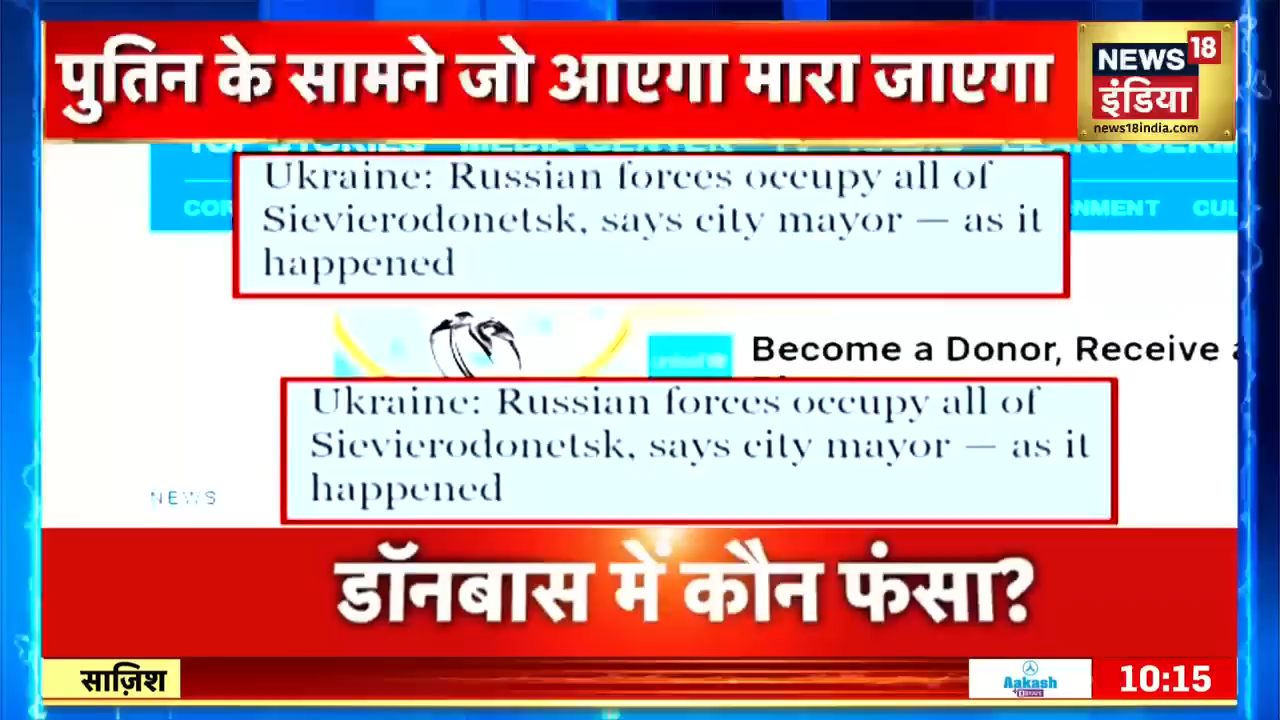 पुतिन के सामने जो आएगा मारा जाएगा
NEWS 18
इंडिया
news18india.com
Ukraine: Russian forces occupy all of
Sievierodonetsk, says city mayor — as it
happened
Become a Donor, Receive
Ukraine: Russian forces occupy all of
Sievierodonetsk, says city mayor — as it
happened
NEWS
डॉनबास में कौन फंसा?
साज़िश
Aakash
10:15